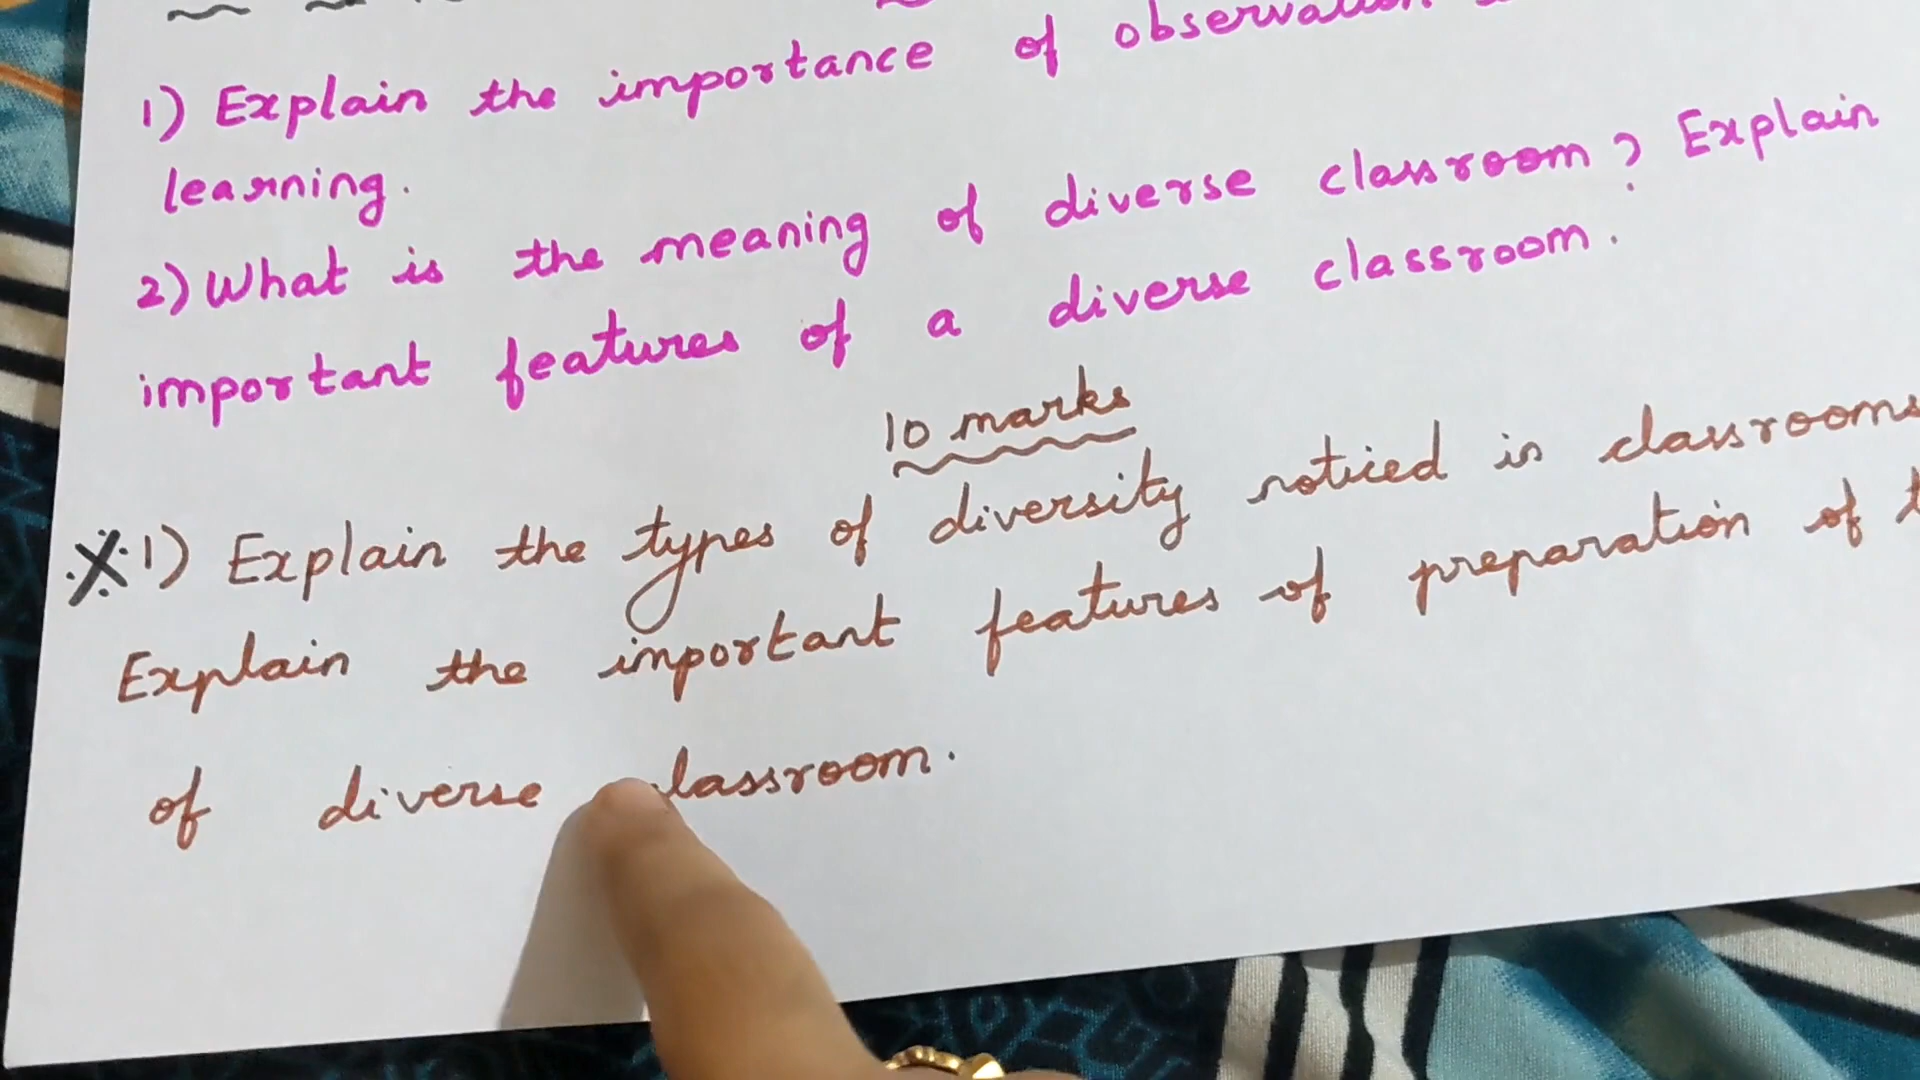 1) Explain the importance of observation
learning.
2) What is the meaning of diverse classroom? Explain
important features of a diverse classroom.
10 marks
1) Explain the types of diversity noticed in classrooms
Explain the important features of preparation of
of diverse classroom.